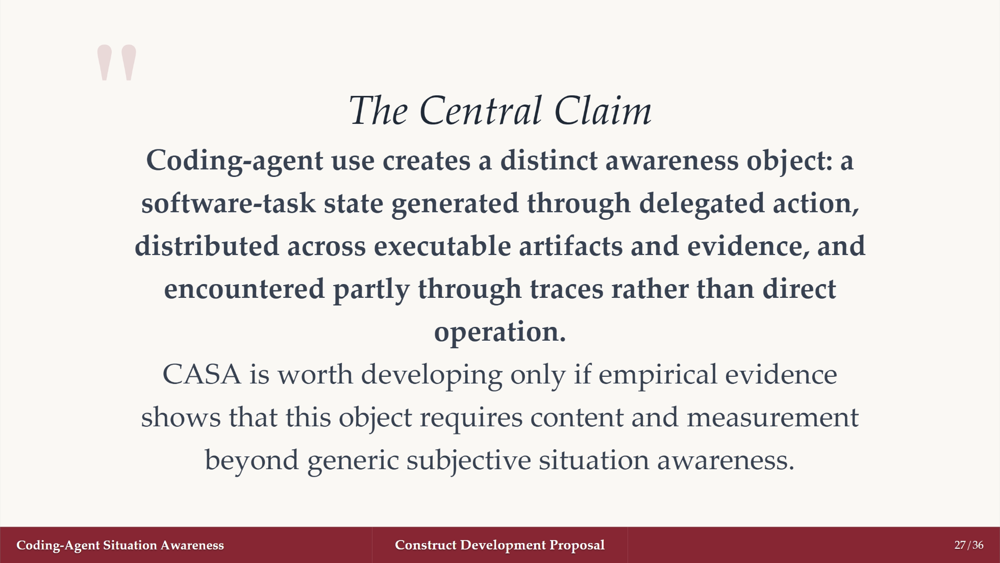 "
The Central Claim
Coding-agent use creates a distinct awareness object: a
software-task state generated through delegated action,
distributed across executable artifacts and evidence, and
encountered partly through traces rather than direct
operation.
CASA is worth developing only if empirical evidence
shows that this object requires content and measurement
beyond generic subjective situation awareness.
Coding-Agent Situation Awareness
Construct Development Proposal
27/36